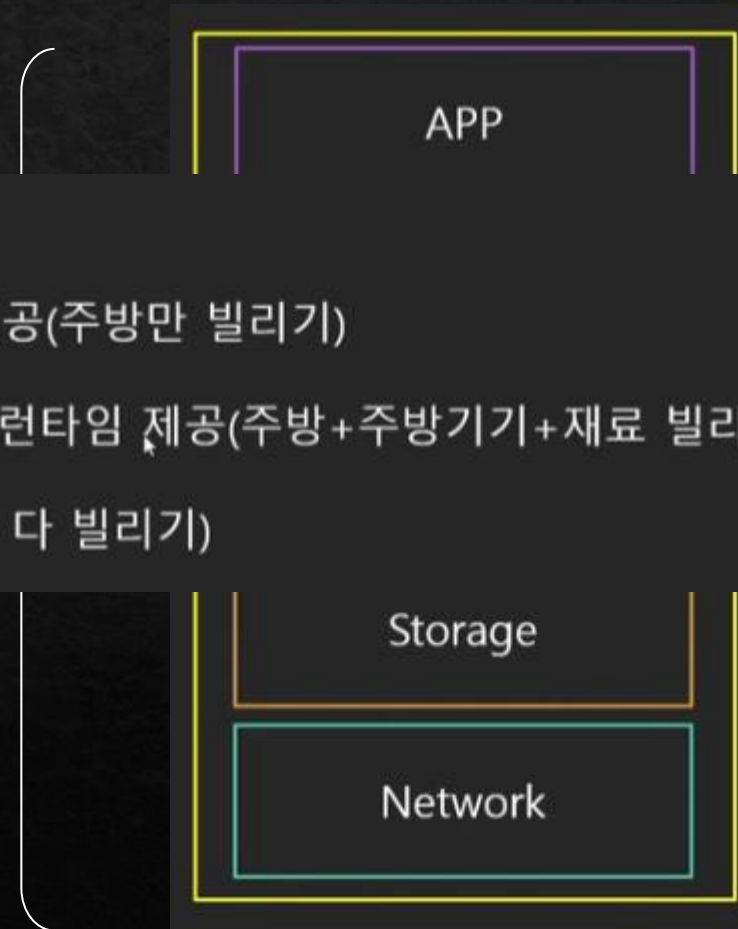 APP
공(주방만 빌리기)
런타임 제공(주방+주방기기+재료 빌리
다 빌리기)
Storage
Network